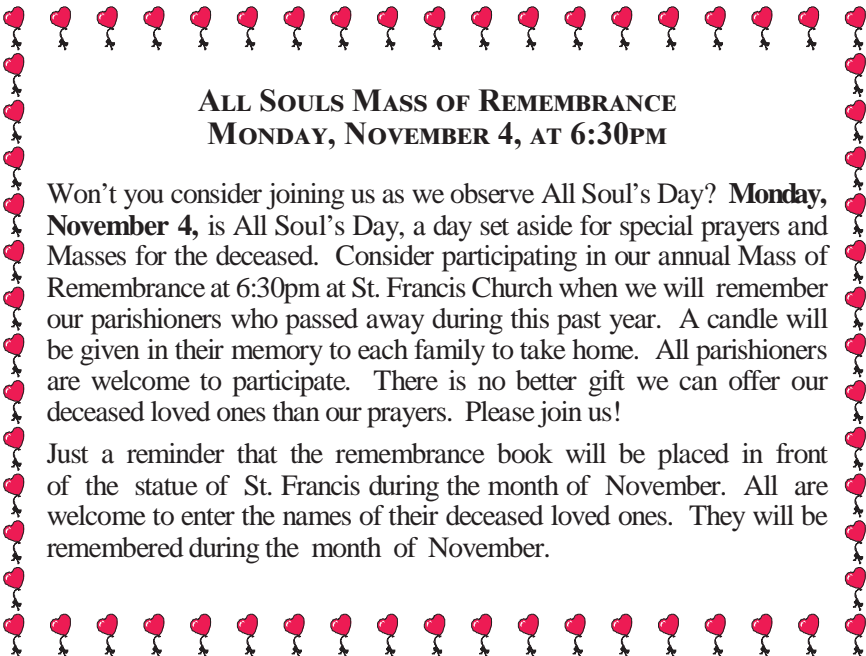 All Souls Mass of Remembrance
Monday, November 4, at 6:30pm
Won’t you consider joining us as we observe All Soul’s Day? Monday,
November 4, is All Soul’s Day, a day set aside for special prayers and
Masses for the deceased. Consider participating in our annual Mass of
Remembrance at 6:30pm at St. Francis Church when we will remember
our parishioners who passed away during this past year. A candle will
be given in their memory to each family to take home. All parishioners
are welcome to participate. There is no better gift we can offer our
deceased loved ones than our prayers. Please join us!
Just a reminder that the remembrance book will be placed in front
of the statue of St. Francis during the month of November. All are
welcome to enter the names of their deceased loved ones. They will be
remembered during the month of November.